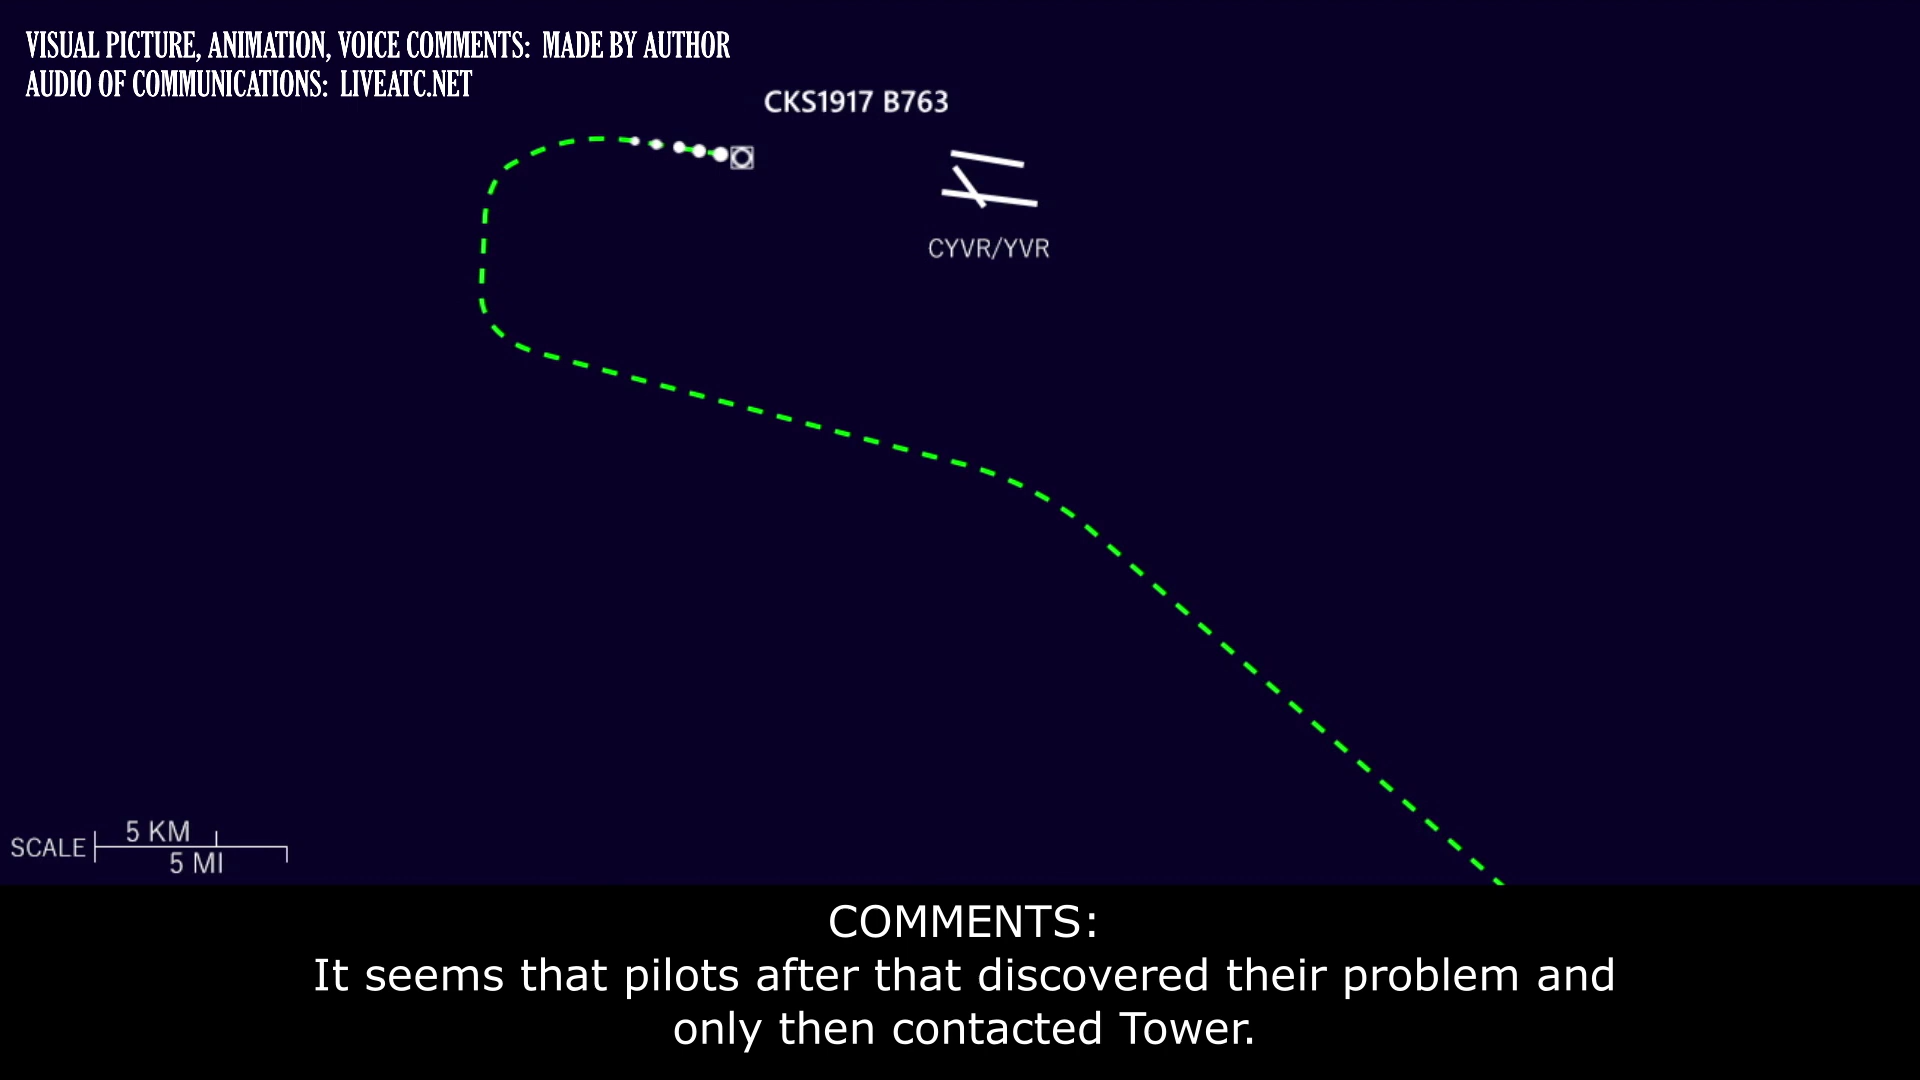 VISUAL PICTURE, ANIMATION, VOICE COMMENTS: MADE BY AUTHOR
AUDIO OF COMMUNICATIONS: LIVEATC.NET
CKS1917 B763
CYVR/YVR
5 KM
SCALE
5 MI
COMMENTS:
It seems that pilots after that discovered their problem and
only then contacted Tower.